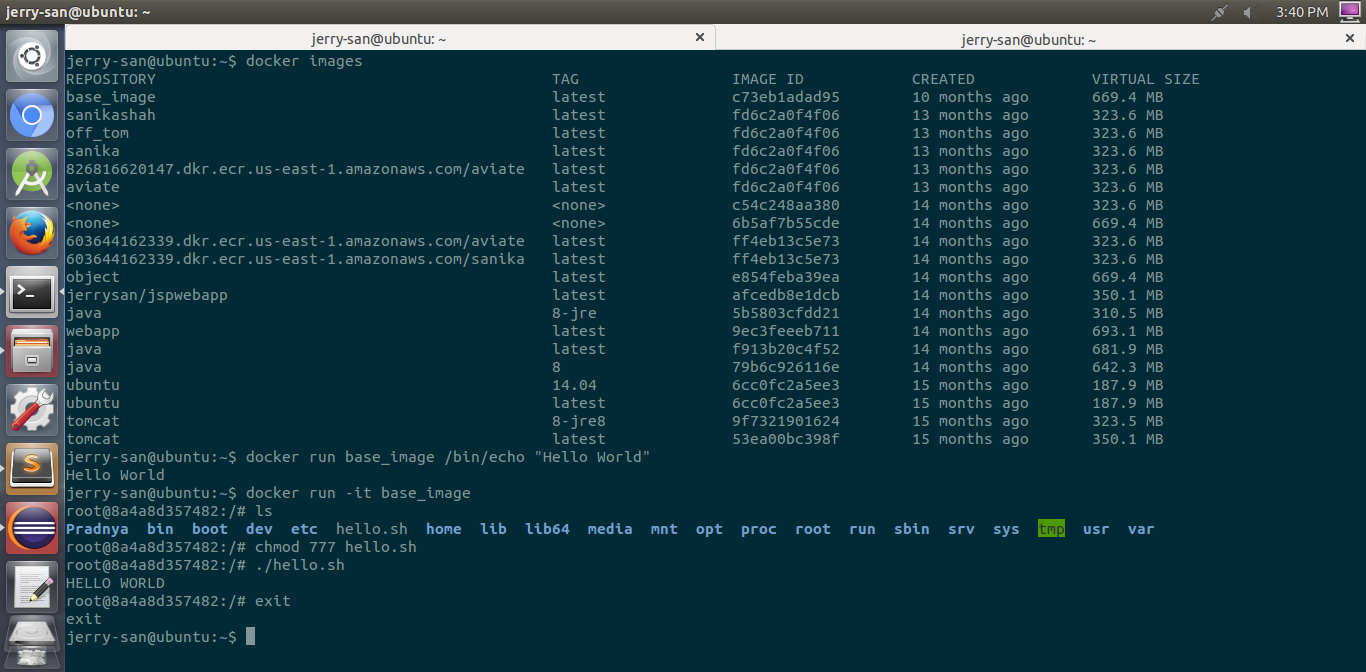 jerry-san@ubuntu: ~
3:40 PM
jerry-san@ubuntu: ~ × jerry-san@ubuntu: ~ ×
jerry-san@ubuntu:~$ docker images
REPOSITORY TAG IMAGE ID CREATED VIRTUAL SIZE
base_image latest c73eb1adad95 10 months ago 669.4 MB
sanikashah latest fd6c2a0f4f06 13 months ago 323.6 MB
off_tom latest fd6c2a0f4f06 13 months ago 323.6 MB
sanika latest fd6c2a0f4f06 13 months ago 323.6 MB
826816620147.dkr.ecr.us-east-1.amazonaws.com/aviate latest fd6c2a0f4f06 13 months ago 323.6 MB
aviate latest fd6c2a0f4f06 13 months ago 323.6 MB
<none> <none> c54c248aa380 14 months ago 323.6 MB
<none> <none> 6b5af7b55cde 14 months ago 669.4 MB
603644162339.dkr.ecr.us-east-1.amazonaws.com/aviate latest ff4eb13c5e73 14 months ago 323.6 MB
603644162339.dkr.ecr.us-east-1.amazonaws.com/sanika latest ff4eb13c5e73 14 months ago 323.6 MB
object latest e854feba39ea 14 months ago 669.4 MB
jerrysan/jspwebapp latest afcedb8e1dcb 14 months ago 350.1 MB
java 8-jre 5b5803cfdd21 14 months ago 310.5 MB
webapp latest 9ec3feeeb711 14 months ago 693.1 MB
java latest f913b20c4f52 14 months ago 681.9 MB
java 8 79b6c926116e 14 months ago 642.3 MB
ubuntu 14.04 6cc0fc2a5ee3 15 months ago 187.9 MB
ubuntu latest 6cc0fc2a5ee3 15 months ago 187.9 MB
tomcat 8-jre8 9f7321901624 15 months ago 323.5 MB
tomcat latest 53ea00bc398f 15 months ago 350.1 MB
jerry-san@ubuntu:~$ docker run base_image /bin/echo "Hello World"
Hello World
jerry-san@ubuntu:~$ docker run -it base_image
root@8a4a8d357482:/# ls
Pradnya bin boot dev etc hello.sh home lib lib64 media mnt opt proc root run sbin srv sys tmp usr var
root@8a4a8d357482:/# chmod 777 hello.sh
root@8a4a8d357482:/# ./hello.sh
HELLO WORLD
root@8a4a8d357482:/# exit
exit
jerry-san@ubuntu:~$